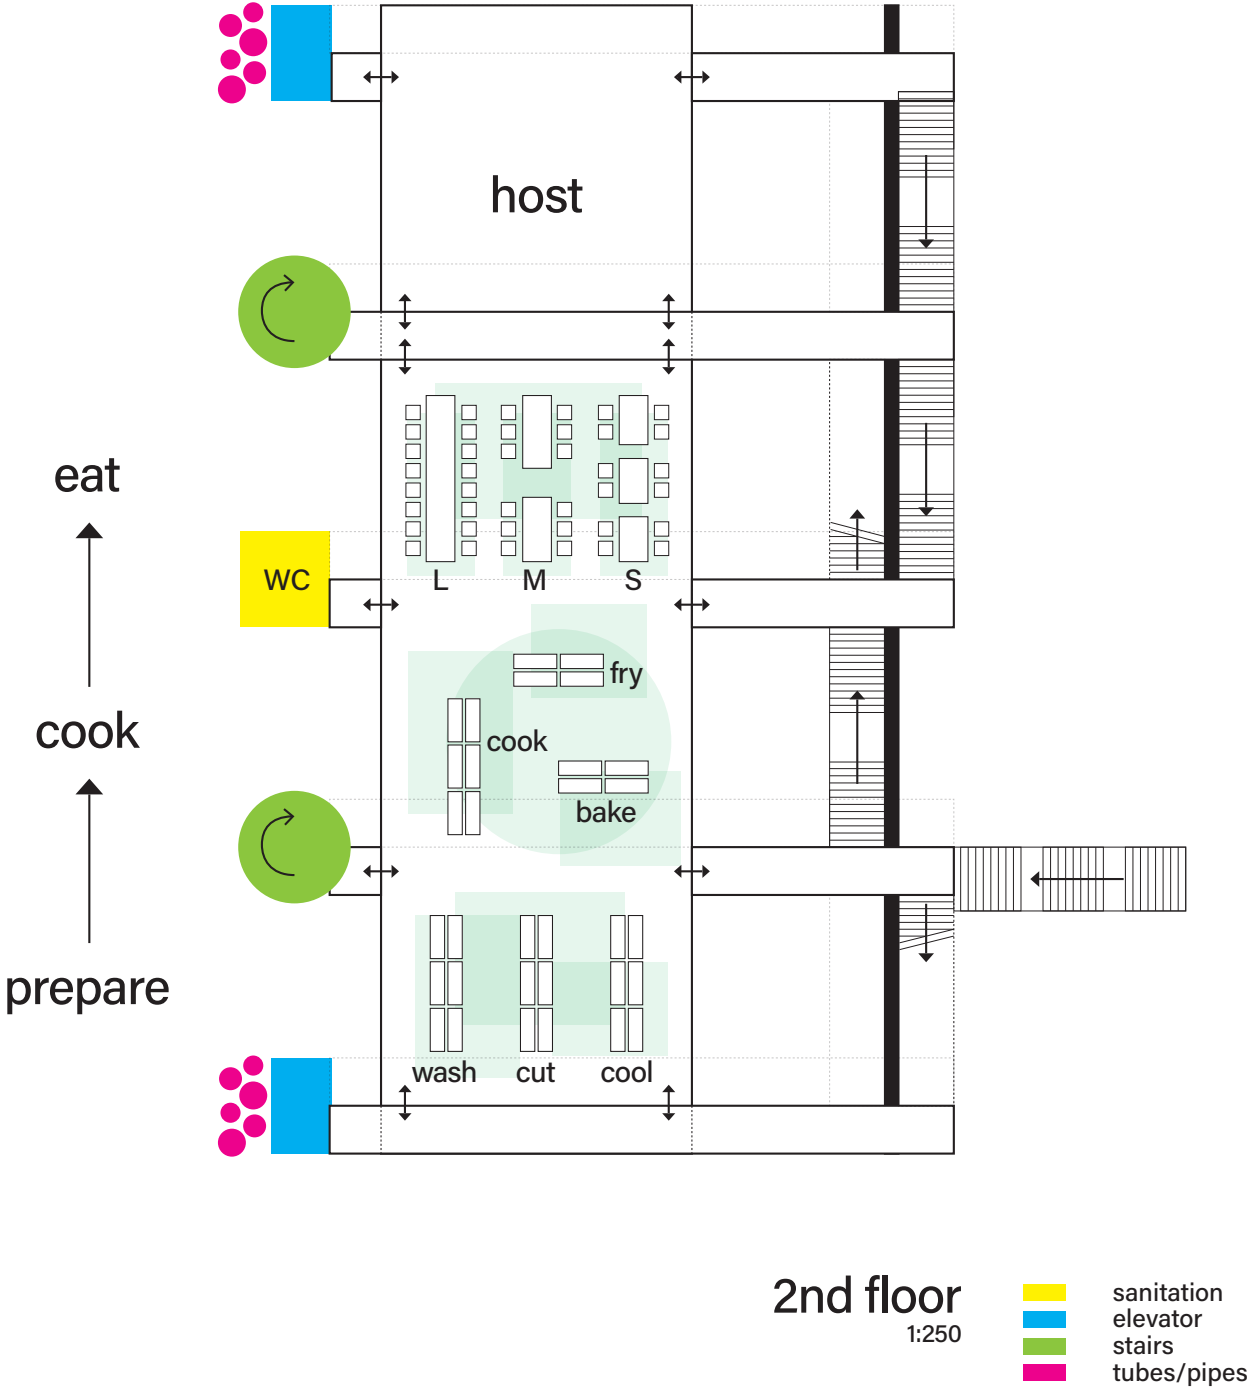 host
eat
WC
L M S
fry
cook
cook
bake
prepare
wash cut cool
2nd floor
1:250
sanitation
elevator
stairs
tubes/pipes